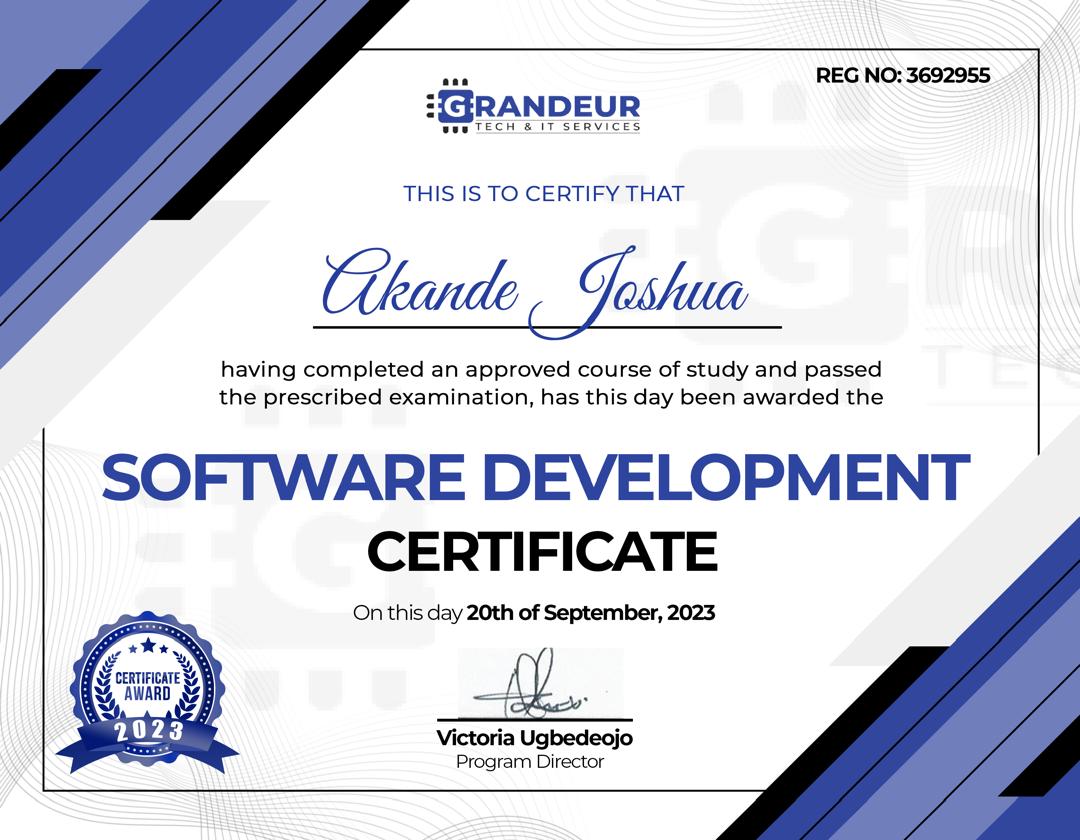 REG NO: 3692955
GRANDEUR
TECH & IT SERVICES
THIS IS TO CERTIFY THAT
Akande Joshua
having completed an approved course of study and passed
the prescribed examination, has this day been awarded the
SOFTWARE DEVELOPMENT
CERTIFICATE
On this day 20th of September, 2023
CERTIFICATE
AWARD
2023
Victoria Ugbedeojo
Program Director
G
R
TEC
G